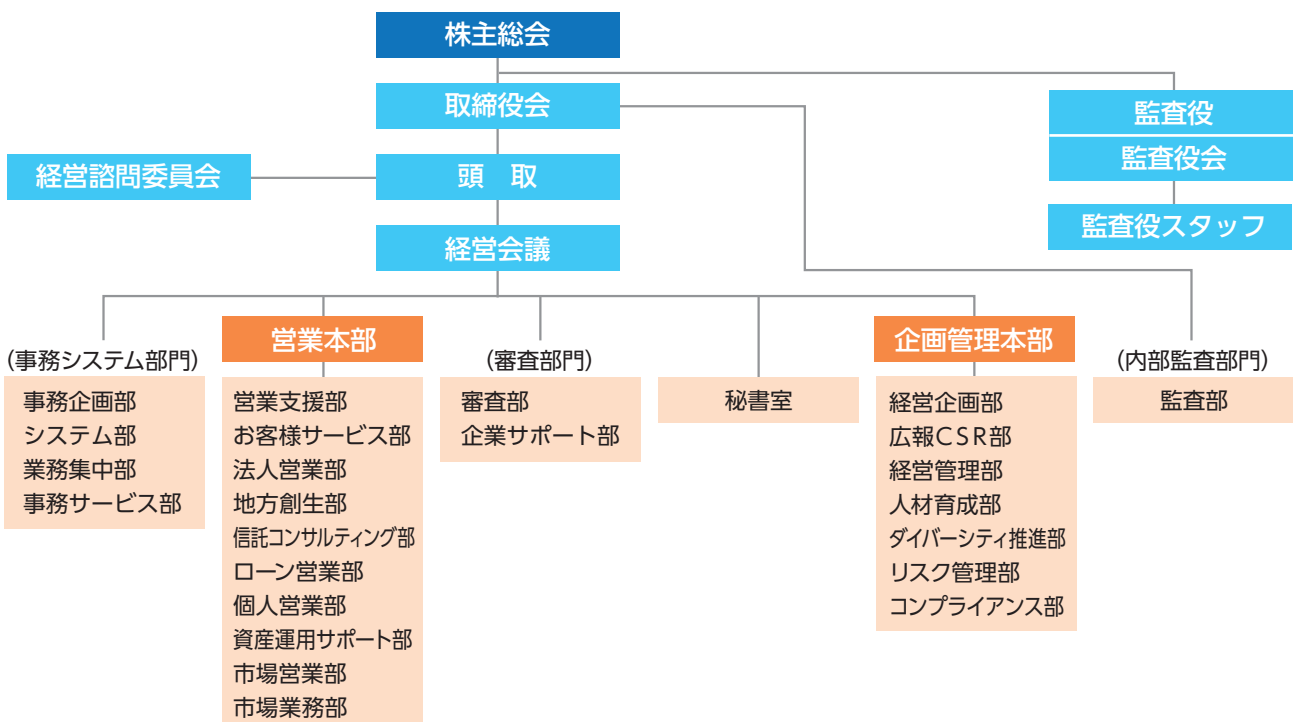 株主総会
取締役会
監査役
監査役会
経営諮問委員会
頭 取
監査役スタッフ
経営会議
(事務システム部門)
事務企画部
システム部
業務集中部
事務サービス部
営業本部
営業支援部
お客様サービス部
法人営業部
地方創生部
信託コンサルティング部
ローン営業部
個人営業部
資産運用サポート部
市場営業部
市場業務部
(審査部門)
審査部
企業サポート部
秘書室
企画管理本部
経営企画部
広報CSR部
経営管理部
人材育成部
ダイバーシティ推進部
リスク管理部
コンプライアンス部
(内部監査部門)
監査部